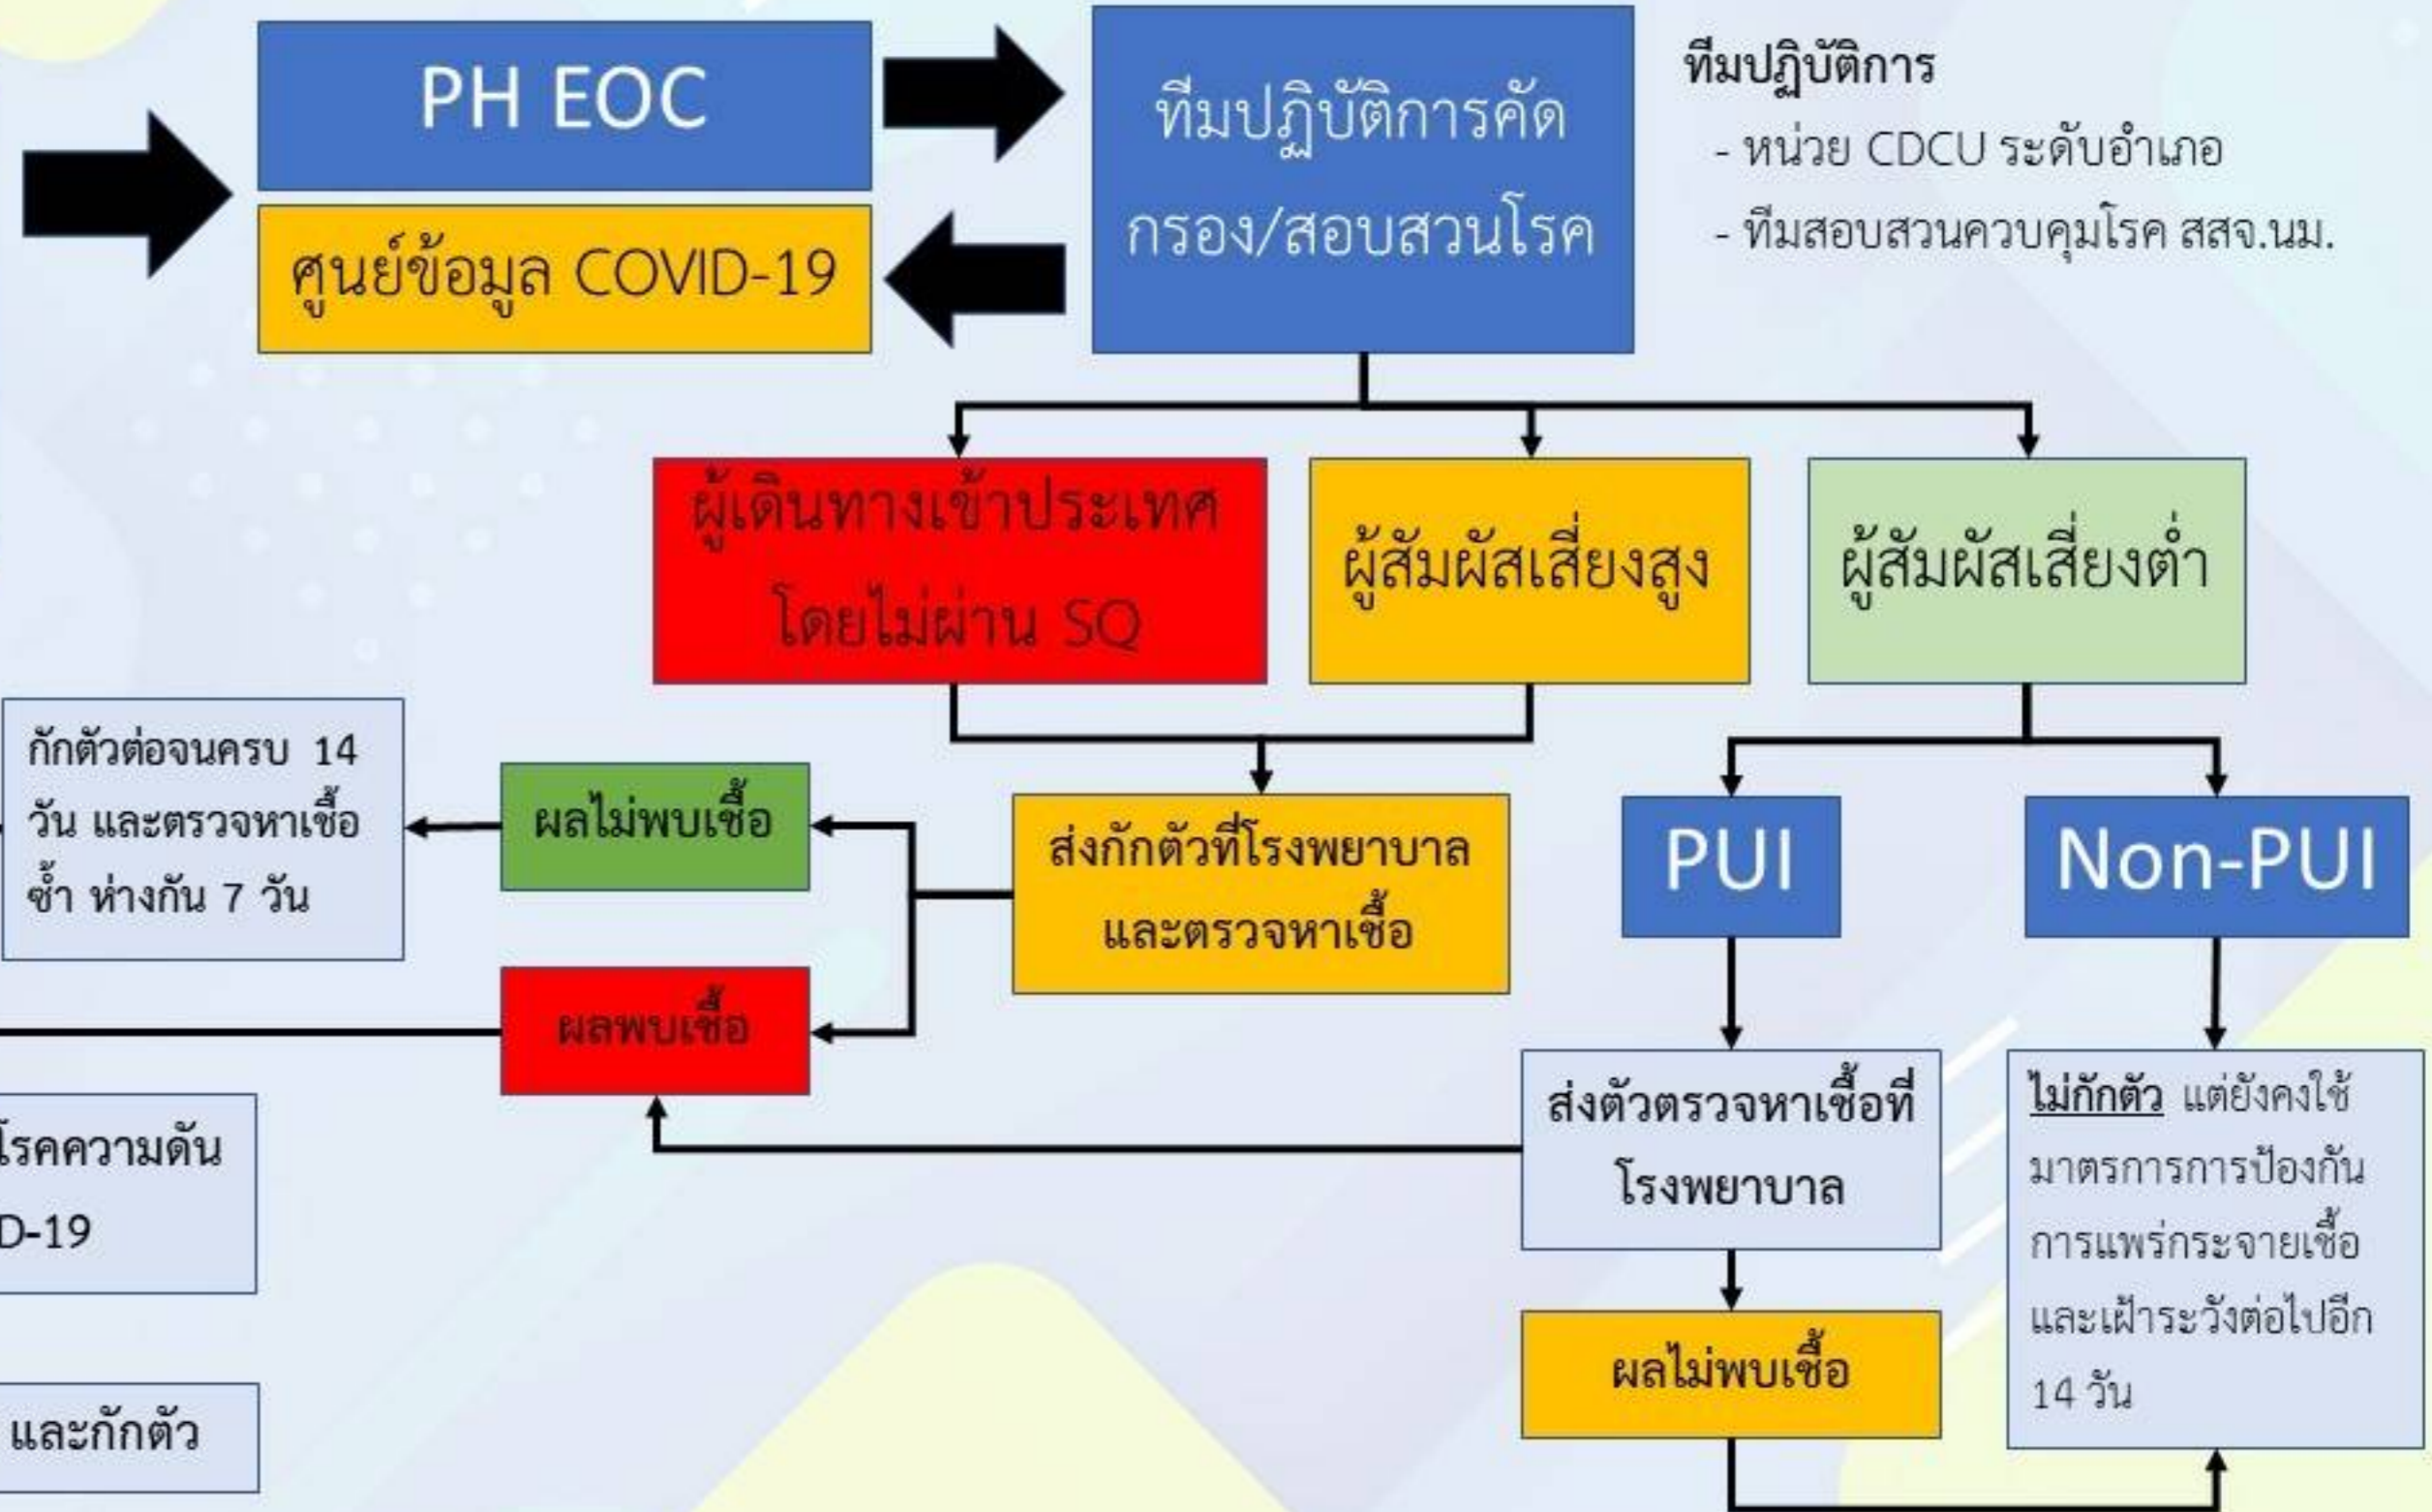 PH EOC
ศูนย์ข้อมูล COVID-19
ทีมปฏิบัติการคัด
กรอง/สอบสวนโรค
ทีมปฏิบัติการ
- หน่วย CDCU ระดับอำเภอ
- ทีมสอบสวนควบคุมโรค สสจ.นม.
ผู้เดินทางเข้าประเทศ
โดยไม่ผ่าน SQ
ผู้สัมผัสเสี่ยงสูง
ผู้สัมผัสเสี่ยงต่ำ
กักตัวต่อจนครบ 14
วัน และตรวจหาเชื้อ
ซ้ำ ห่างกัน 7 วัน
ผลไม่พบเชื้อ
ส่งกักตัวที่โรงพยาบาล
และตรวจหาเชื้อ
PUI
Non-PUI
ผลพบเชื้อ
ส่งตัวตรวจหาเชื้อที่
โรงพยาบาล
ไม่กักตัว แต่ยังคงใช้
มาตรการการป้องกัน
การแพร่กระจายเชื้อ
และเฝ้าระวังต่อไปอีก
14 วัน
โรคความดัน
D-19
ผลไม่พบเชื้อ
และกักตัว